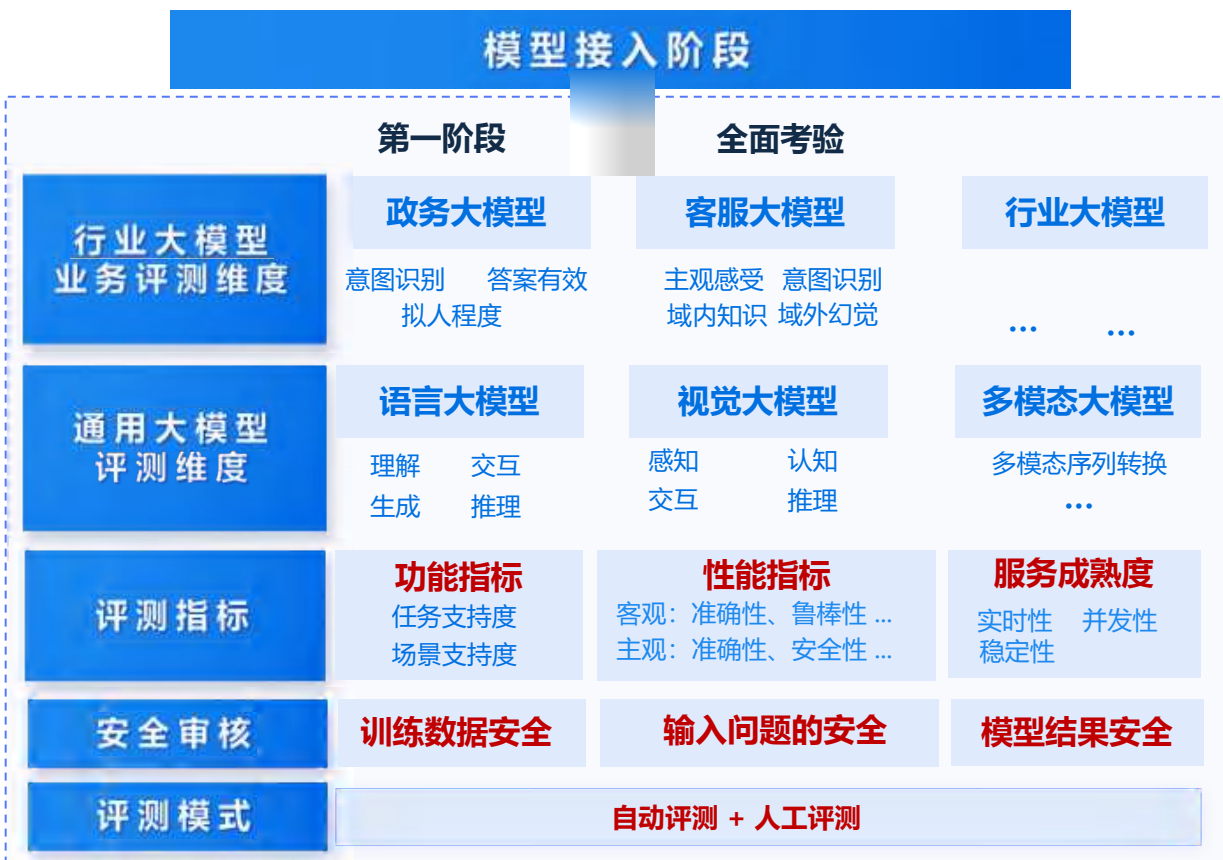 模型接入阶段
第一阶段
全面考验
行业大模型
业务评测维度
政务大模型
意图识别 答案有效
拟人程度
客服大模型
主观感受 意图识别
域内知识 域外幻觉
行业大模型
... ...
通用大模型
评测维度
语言大模型
理解 交互
生成 推理
视觉大模型
感知 认知
交互 推理
多模态大模型
多模态序列转换
...
评测指标
功能指标
任务支持度
场景支持度
性能指标
客观：准确性、鲁棒性 ...
主观：准确性、安全性 ...
服务成熟度
实时性 并发性
稳定性
安全审核
训练数据安全
输入问题的安全
模型结果安全
评测模式
自动评测 + 人工评测